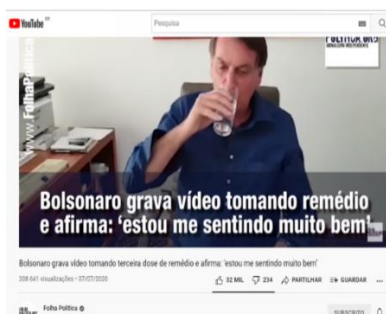 YouTube
Pesquisa
www.FolhaPolitica
Bolsonaro grava vídeo tomando remédio
e afirma: ‘estou me sentindo muito bem’
Bolsonaro grava vídeo tomando terceira dose de remédio e afirma: 'estou me sentindo muito bem'
208 641 visualizações • 07/07/2020
32 MIL 234 PARTILHAR GUARDAR ...
Folha Política
SUBSCRITO